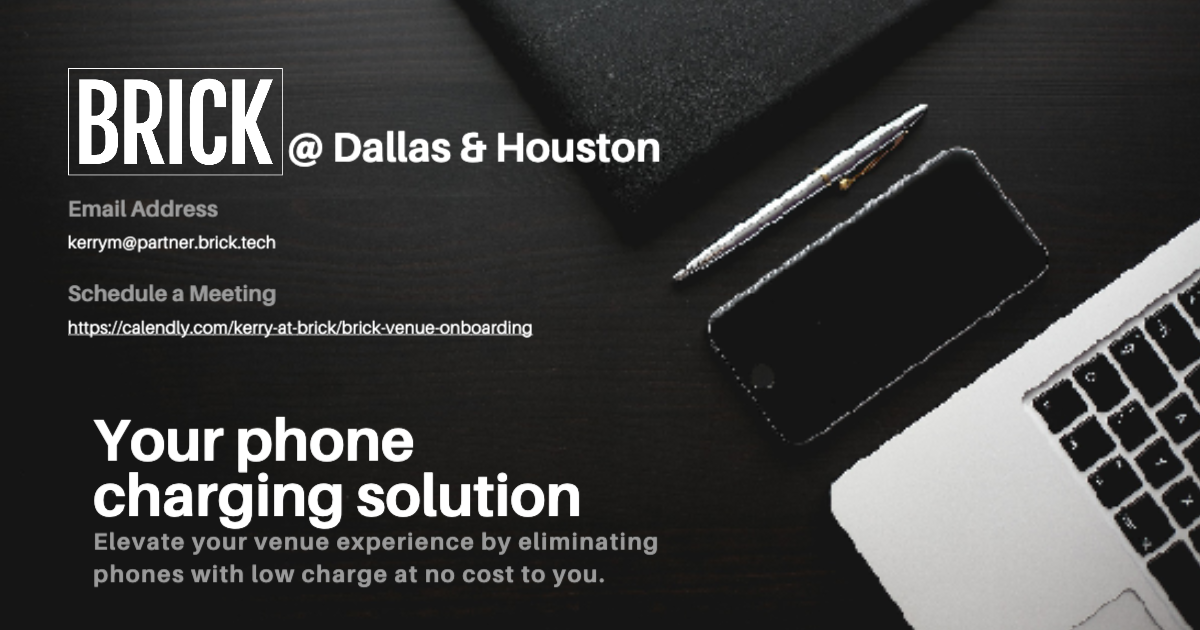 BRICK @ Dallas & Houston
Email Address
kerrym@partner.brick.tech
Schedule a Meeting
https://calendly.com/kerry-at-brick/brick-venue-onboarding
Your phone
charging solution
Elevate your venue experience by eliminating
phones with low charge at no cost to you.